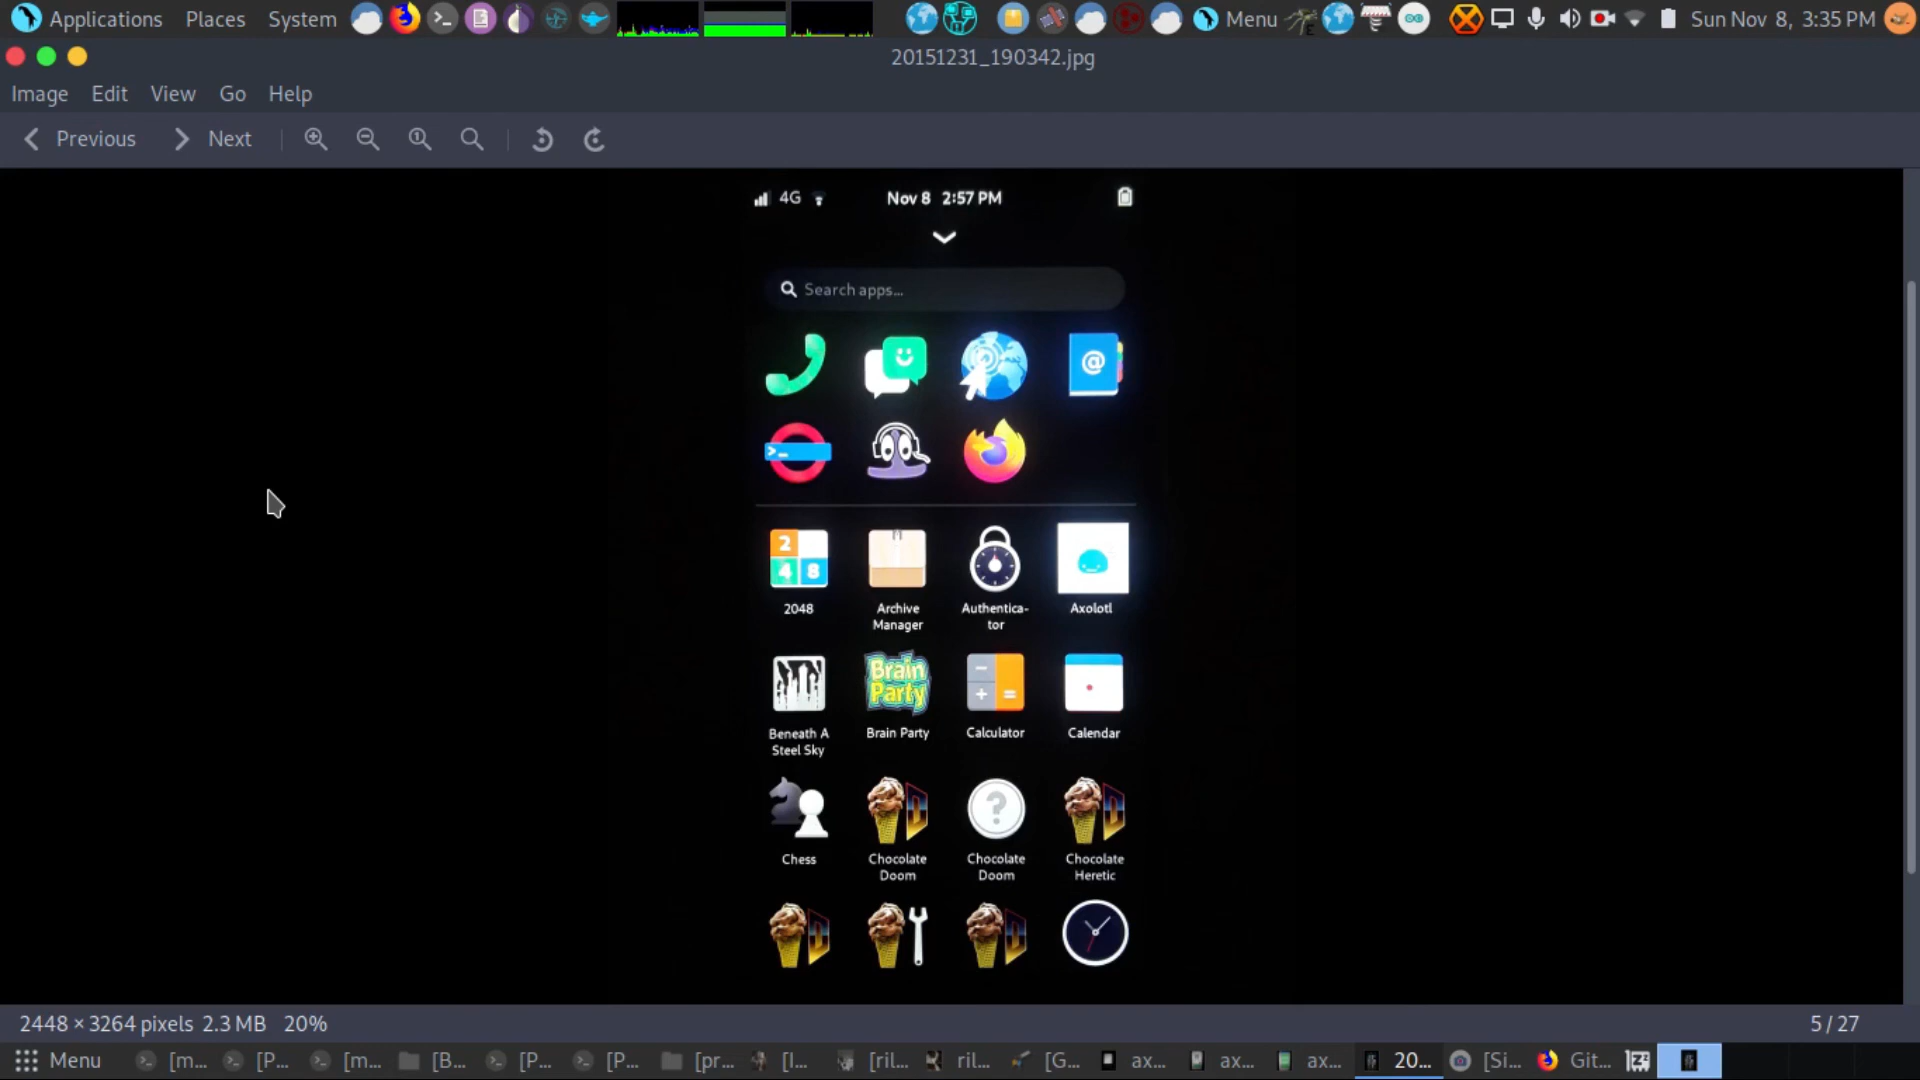 Applications Places System Menu Sun Nov 8, 3:35 PM
20151231_190342.jpg
Image Edit View Go Help
Previous Next
4G Nov 8 2:57 PM
Search apps...
2048 Archive Manager Authentica-tor Axolotl
Brain Party
Beneath A Steel Sky Brain Party Calculator Calendar
Chess Chocolate Doom Chocolate Doom Chocolate Heretic
2448 × 3264 pixels 2.3 MB 20% 5 / 27
Menu [m... [P... [m... [B... [P... [P... [pr... [I... [ril... ril... [G... ax... ax... ax... 20... [Si... Git...